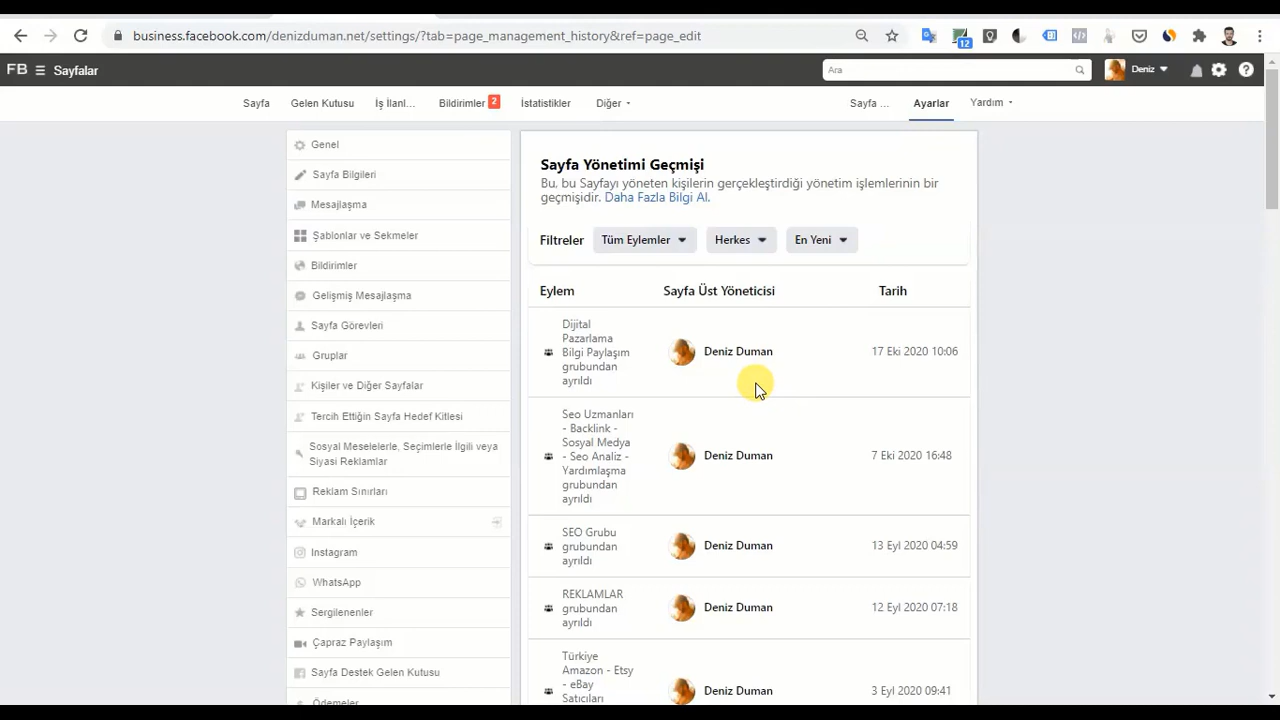 business.facebook.com/denizduman.net/settings/?tab=page_management_history&ref=page_edit
12
FB Sayfalar
Ara
Deniz
Sayfa Gelen Kutusu İş İlanl... Bildirimler 2 İstatistikler Diğer Sayfa ... Ayarlar Yardım
Genel
Sayfa Bilgileri
Mesajlaşma
Şablonlar ve Sekmeler
Bildirimler
Gelişmiş Mesajlaşma
Sayfa Görevleri
Gruplar
Kişiler ve Diğer Sayfalar
Tercih Ettiğin Sayfa Hedef Kitlesi
Sosyal Meselelerle, Seçimlerle İlgili veya
Siyasi Reklamlar
Reklam Sınırları
Markalı İçerik
Instagram
WhatsApp
Sergilenenler
Çapraz Paylaşım
Sayfa Destek Gelen Kutusu
Ödemeler
Sayfa Yönetimi Geçmişi
Bu, bu Sayfayı yöneten kişilerin gerçekleştirdiği yönetim işlemlerinin bir
geçmişidir. Daha Fazla Bilgi Al.
Filtreler Tüm Eylemler Herkes En Yeni
Eylem Sayfa Üst Yöneticisi Tarih
Dijital
Pazarlama
Bilgi Paylaşım
grubundan
ayrıldı
Deniz Duman
17 Eki 2020 10:06
Seo Uzmanları
- Backlink -
Sosyal Medya
- Seo Analiz -
Yardımlaşma
grubundan
ayrıldı
Deniz Duman
7 Eki 2020 16:48
SEO Grubu
grubundan
ayrıldı
Deniz Duman
13 Eyl 2020 04:59
REKLAMLAR
grubundan
ayrıldı
Deniz Duman
12 Eyl 2020 07:18
Türkiye
Amazon - Etsy
- eBay
Satıcıları
Deniz Duman
3 Eyl 2020 09:41